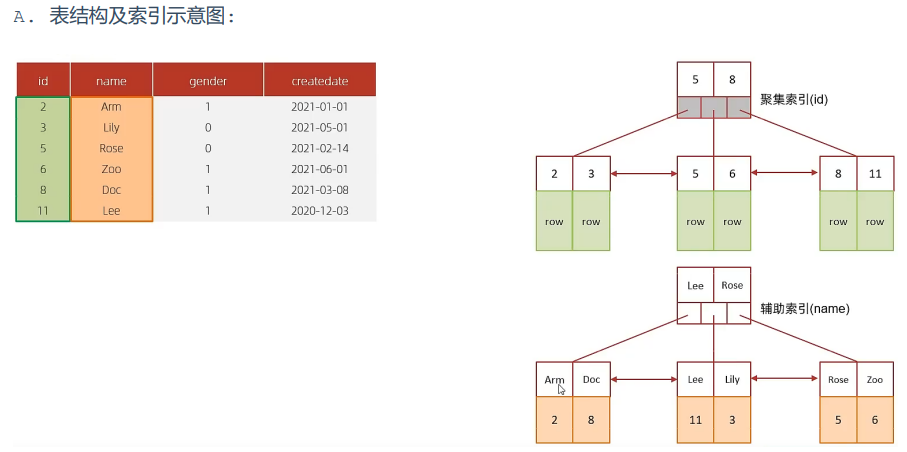 A. 表结构及索引示意图:
id name gender createdate
2 Arm 1 2021-01-01
3 Lily 0 2021-05-01
5 Rose 0 2021-02-14
6 Zoo 1 2021-06-01
8 Doc 1 2021-03-08
11 Lee 1 2020-12-03
5 8
聚集索引(id)
2 3 5 6 8 11
row row row row row row
Lee Rose
辅助索引(name)
Arm Doc Lee Lily Rose Zoo
2 8 11 3 5 6